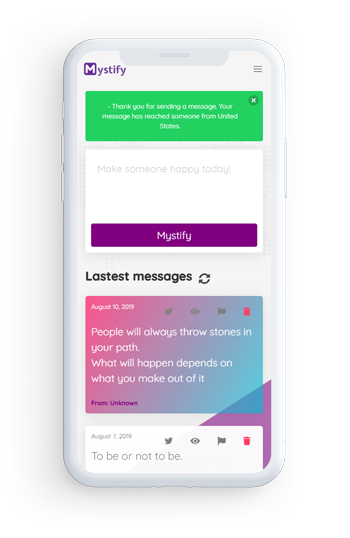 Mystify
- Thank you for sending a message. Your
message has reached someone from United
States.
Make someone happy today!
Mystify
Lastest messages
August 10, 2019
People will always throw stones in
your path.
What will happen depends on
what you make out of it
From: Unknown
August 7, 2019
To be or not to be.